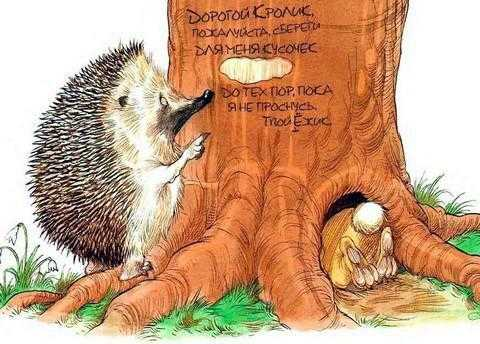 Дорогой Кролик,
пожалуйста, сбереги
для меня кусочек
до тех пор, пока
я не проснусь.
Твой Ёжик